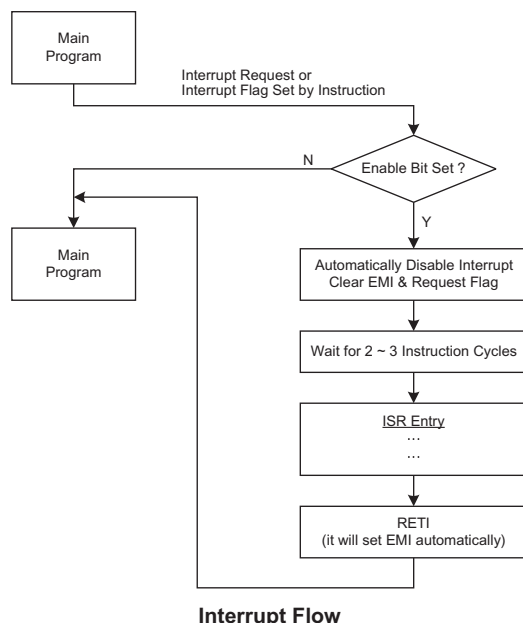 Main
Program
Interrupt Request or
Interrupt Flag Set by Instruction
N
Enable Bit Set ?
Y
Main
Program
Automatically Disable Interrupt
Clear EMI & Request Flag
Wait for 2 ~ 3 Instruction Cycles
ISR Entry
...
...
RETI
(it will set EMI automatically)
Interrupt Flow